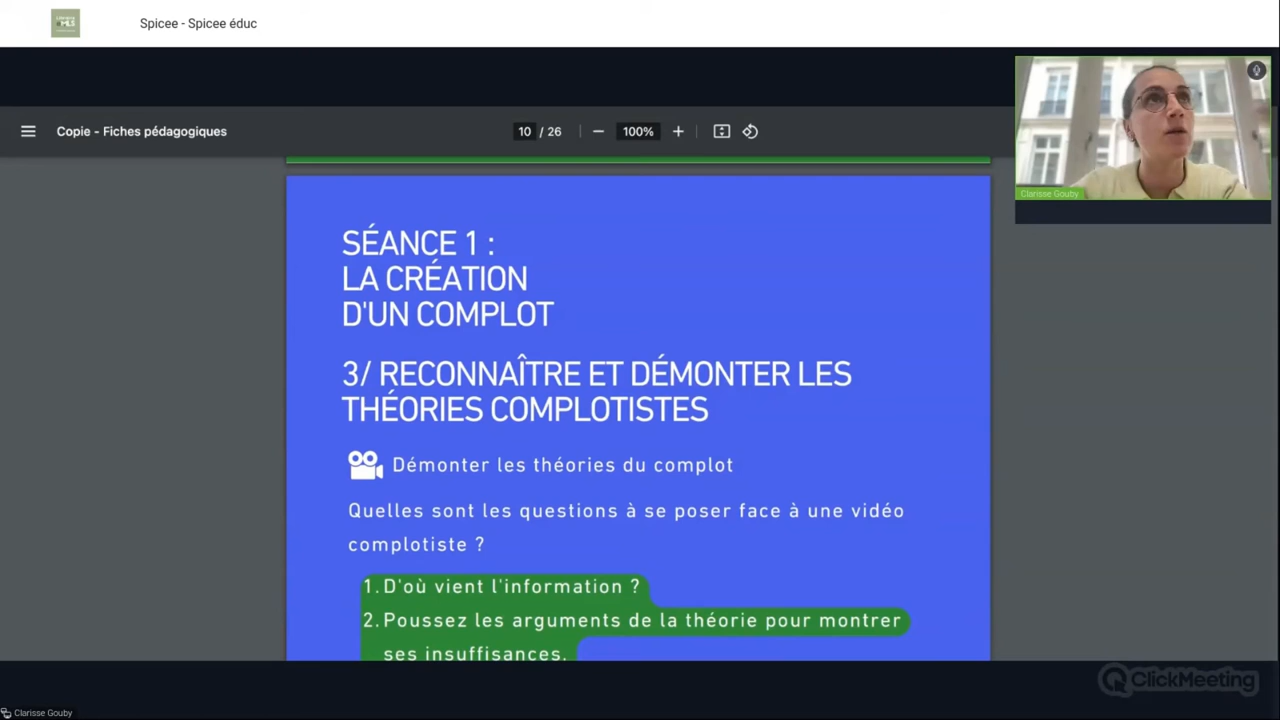 Spicee - Spicee éduc
Copie - Fiches pédagogiques
10 / 26
100%
Clarisse Gouby
SÉANCE 1 :
LA CRÉATION
D'UN COMPLOT
3/ RECONNAÎTRE ET DÉMONTER LES
THÉORIES COMPLOTISTES
Démonter les théories du complot
Quelles sont les questions à se poser face à une vidéo
complotiste ?
1. D'où vient l'information ?
2. Poussez les arguments de la théorie pour montrer
ses insuffisances.
ClickMeeting
Clarisse Gouby